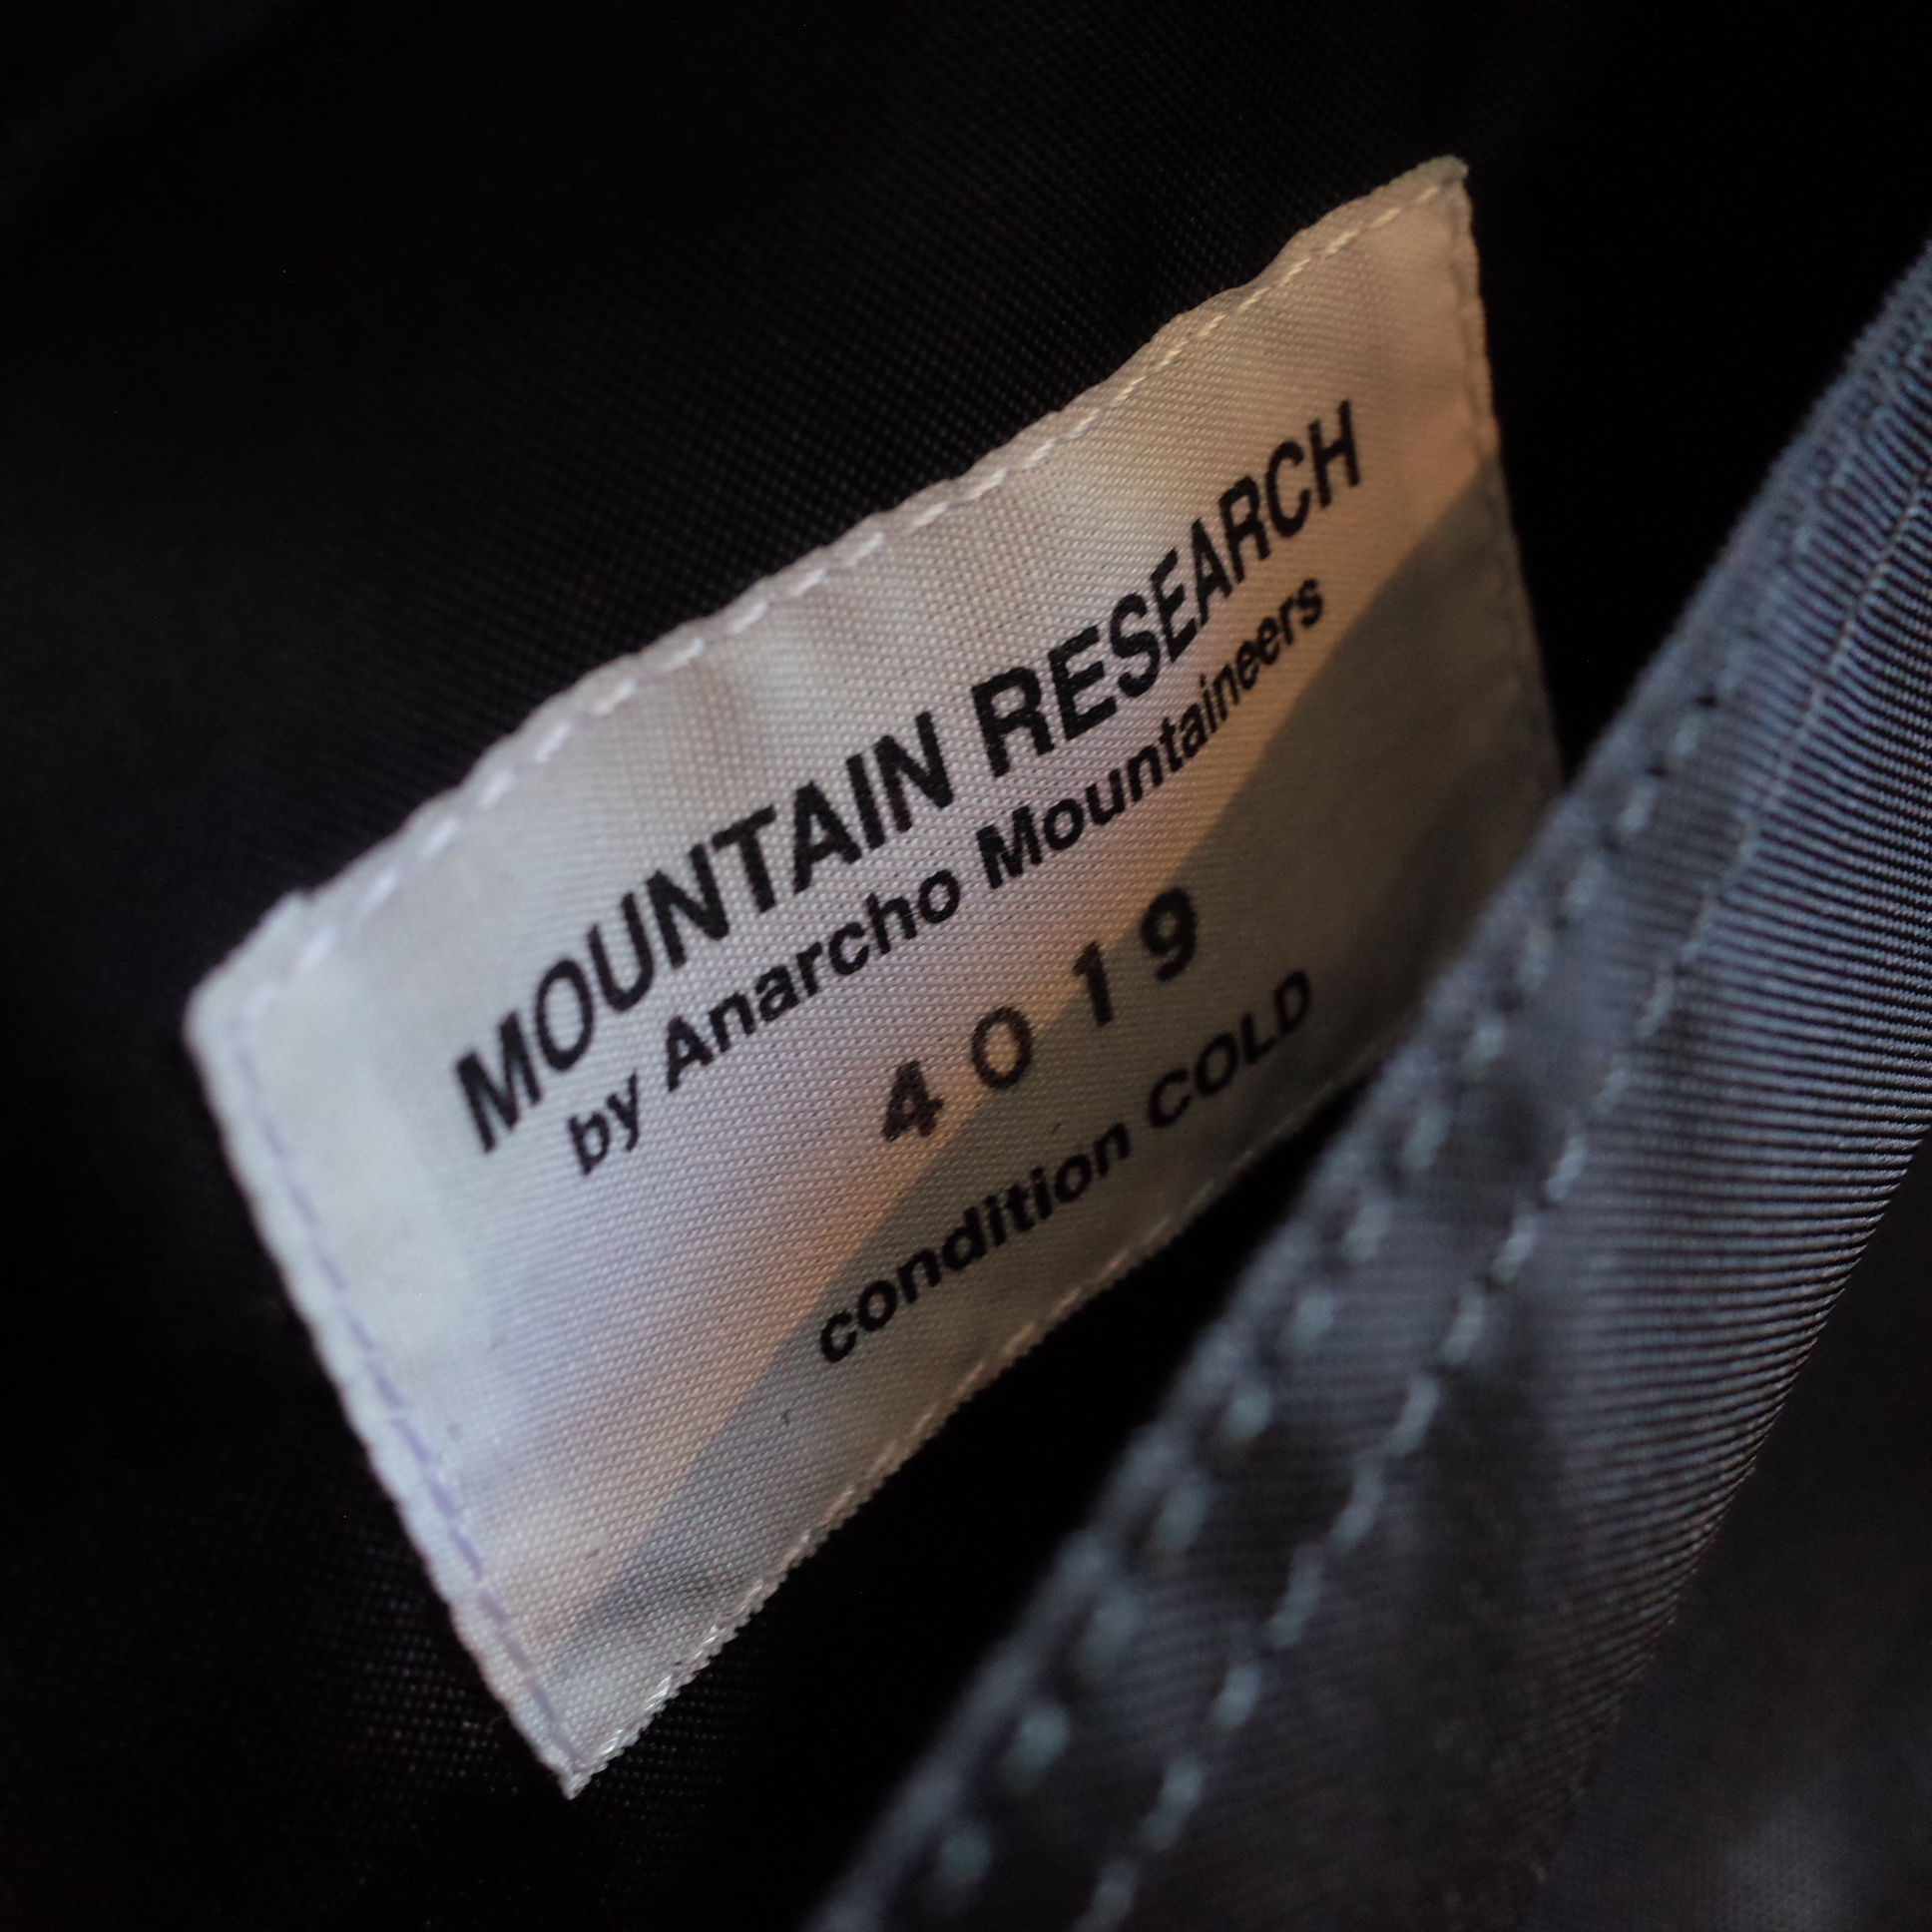 MOUNTAIN RESEARCH
by Anarcho Mountaineers
4019
condition COLD